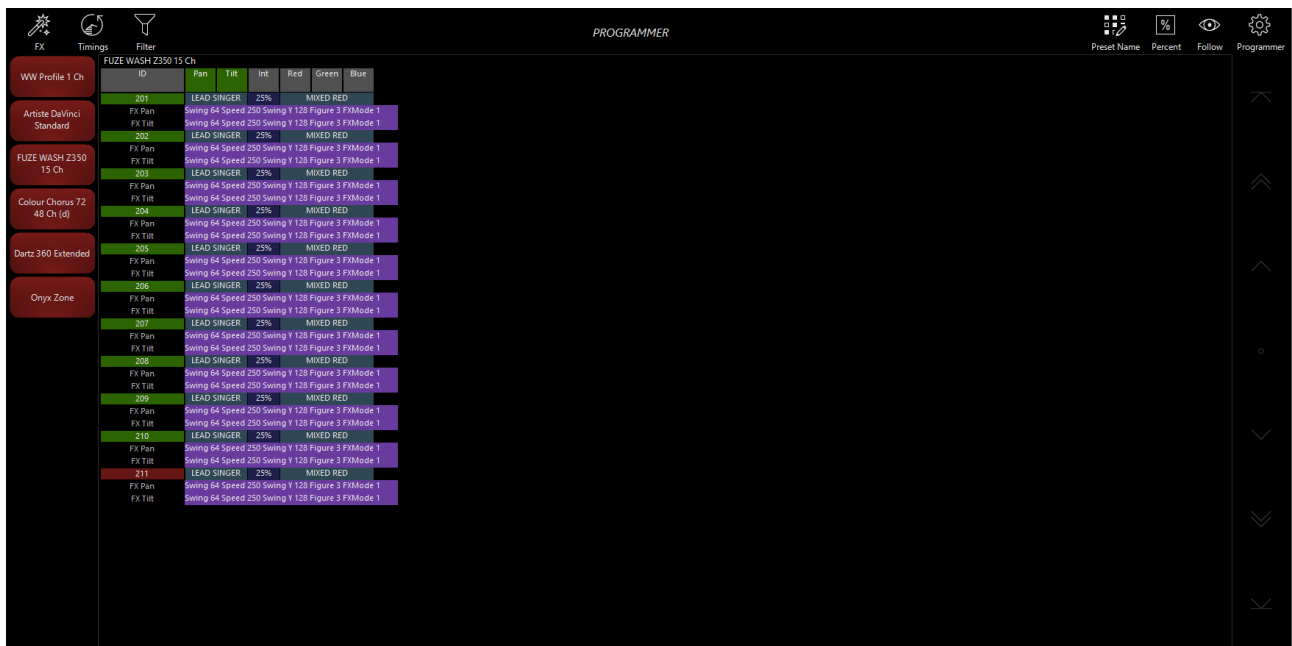 PROGRAMMER
FX Timings Filter
Preset Name % Percent Follow Programmer
WW Profile 1 Ch
Artiste DaVinci
Standard
FUZE WASH Z350
15 Ch
Colour Chorus 72
48 Ch (d)
Dartz 360 Extended
Onyx Zone
FUZE WASH Z350 15 Ch
ID Pan Tilt Int Red Green Blue
201 LEAD SINGER 25% MIXED RED
FX Pan Swing 64 Speed 250 Swing Y 128 Figure 3 FXMode 1
FX Tilt Swing 64 Speed 250 Swing Y 128 Figure 3 FXMode 1
202 LEAD SINGER 25% MIXED RED
FX Pan Swing 64 Speed 250 Swing Y 128 Figure 3 FXMode 1
FX Tilt Swing 64 Speed 250 Swing Y 128 Figure 3 FXMode 1
203 LEAD SINGER 25% MIXED RED
FX Pan Swing 64 Speed 250 Swing Y 128 Figure 3 FXMode 1
FX Tilt Swing 64 Speed 250 Swing Y 128 Figure 3 FXMode 1
204 LEAD SINGER 25% MIXED RED
FX Pan Swing 64 Speed 250 Swing Y 128 Figure 3 FXMode 1
FX Tilt Swing 64 Speed 250 Swing Y 128 Figure 3 FXMode 1
205 LEAD SINGER 25% MIXED RED
FX Pan Swing 64 Speed 250 Swing Y 128 Figure 3 FXMode 1
FX Tilt Swing 64 Speed 250 Swing Y 128 Figure 3 FXMode 1
206 LEAD SINGER 25% MIXED RED
FX Pan Swing 64 Speed 250 Swing Y 128 Figure 3 FXMode 1
FX Tilt Swing 64 Speed 250 Swing Y 128 Figure 3 FXMode 1
207 LEAD SINGER 25% MIXED RED
FX Pan Swing 64 Speed 250 Swing Y 128 Figure 3 FXMode 1
FX Tilt Swing 64 Speed 250 Swing Y 128 Figure 3 FXMode 1
208 LEAD SINGER 25% MIXED RED
FX Pan Swing 64 Speed 250 Swing Y 128 Figure 3 FXMode 1
FX Tilt Swing 64 Speed 250 Swing Y 128 Figure 3 FXMode 1
209 LEAD SINGER 25% MIXED RED
FX Pan Swing 64 Speed 250 Swing Y 128 Figure 3 FXMode 1
FX Tilt Swing 64 Speed 250 Swing Y 128 Figure 3 FXMode 1
210 LEAD SINGER 25% MIXED RED
FX Pan Swing 64 Speed 250 Swing Y 128 Figure 3 FXMode 1
FX Tilt Swing 64 Speed 250 Swing Y 128 Figure 3 FXMode 1
211 LEAD SINGER 25% MIXED RED
FX Pan Swing 64 Speed 250 Swing Y 128 Figure 3 FXMode 1
FX Tilt Swing 64 Speed 250 Swing Y 128 Figure 3 FXMode 1